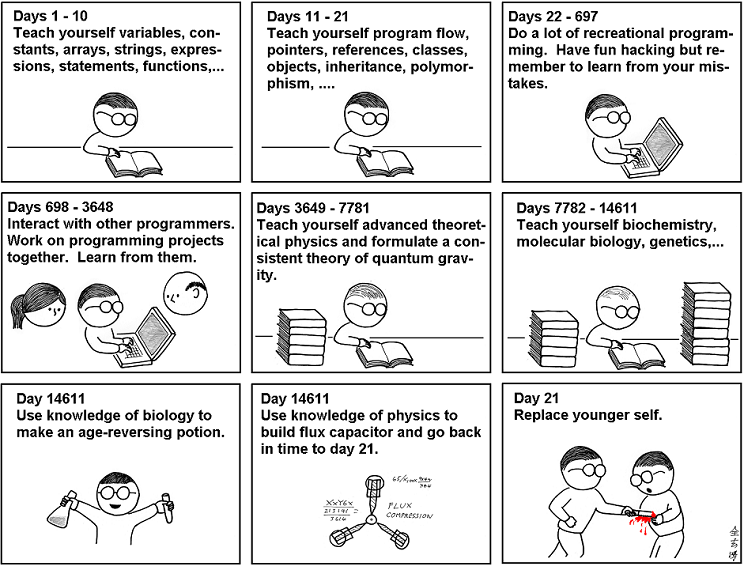 Days 1 - 10
Teach yourself variables, con-
stants, arrays, strings, expres-
sions, statements, functions,...
Days 11 - 21
Teach yourself program flow,
pointers, references, classes,
objects, inheritance, polymor-
phism, ....
Days 22 - 697
Do a lot of recreational program-
ming. Have fun hacking but re-
member to learn from your mis-
takes.
Days 698 - 3648
Interact with other programmers.
Work on programming projects
together. Learn from them.
Days 3649 - 7781
Teach yourself advanced theoret-
ical physics and formulate a con-
sistent theory of quantum grav-
ity.
Days 7782 - 14611
Teach yourself biochemistry,
molecular biology, genetics,...
Day 14611
Use knowledge of biology to
make an age-reversing potion.
Day 14611
Use knowledge of physics to
build flux capacitor and go back
in time to day 21.
FLUX
COMPRESSION
Day 21
Replace younger self.